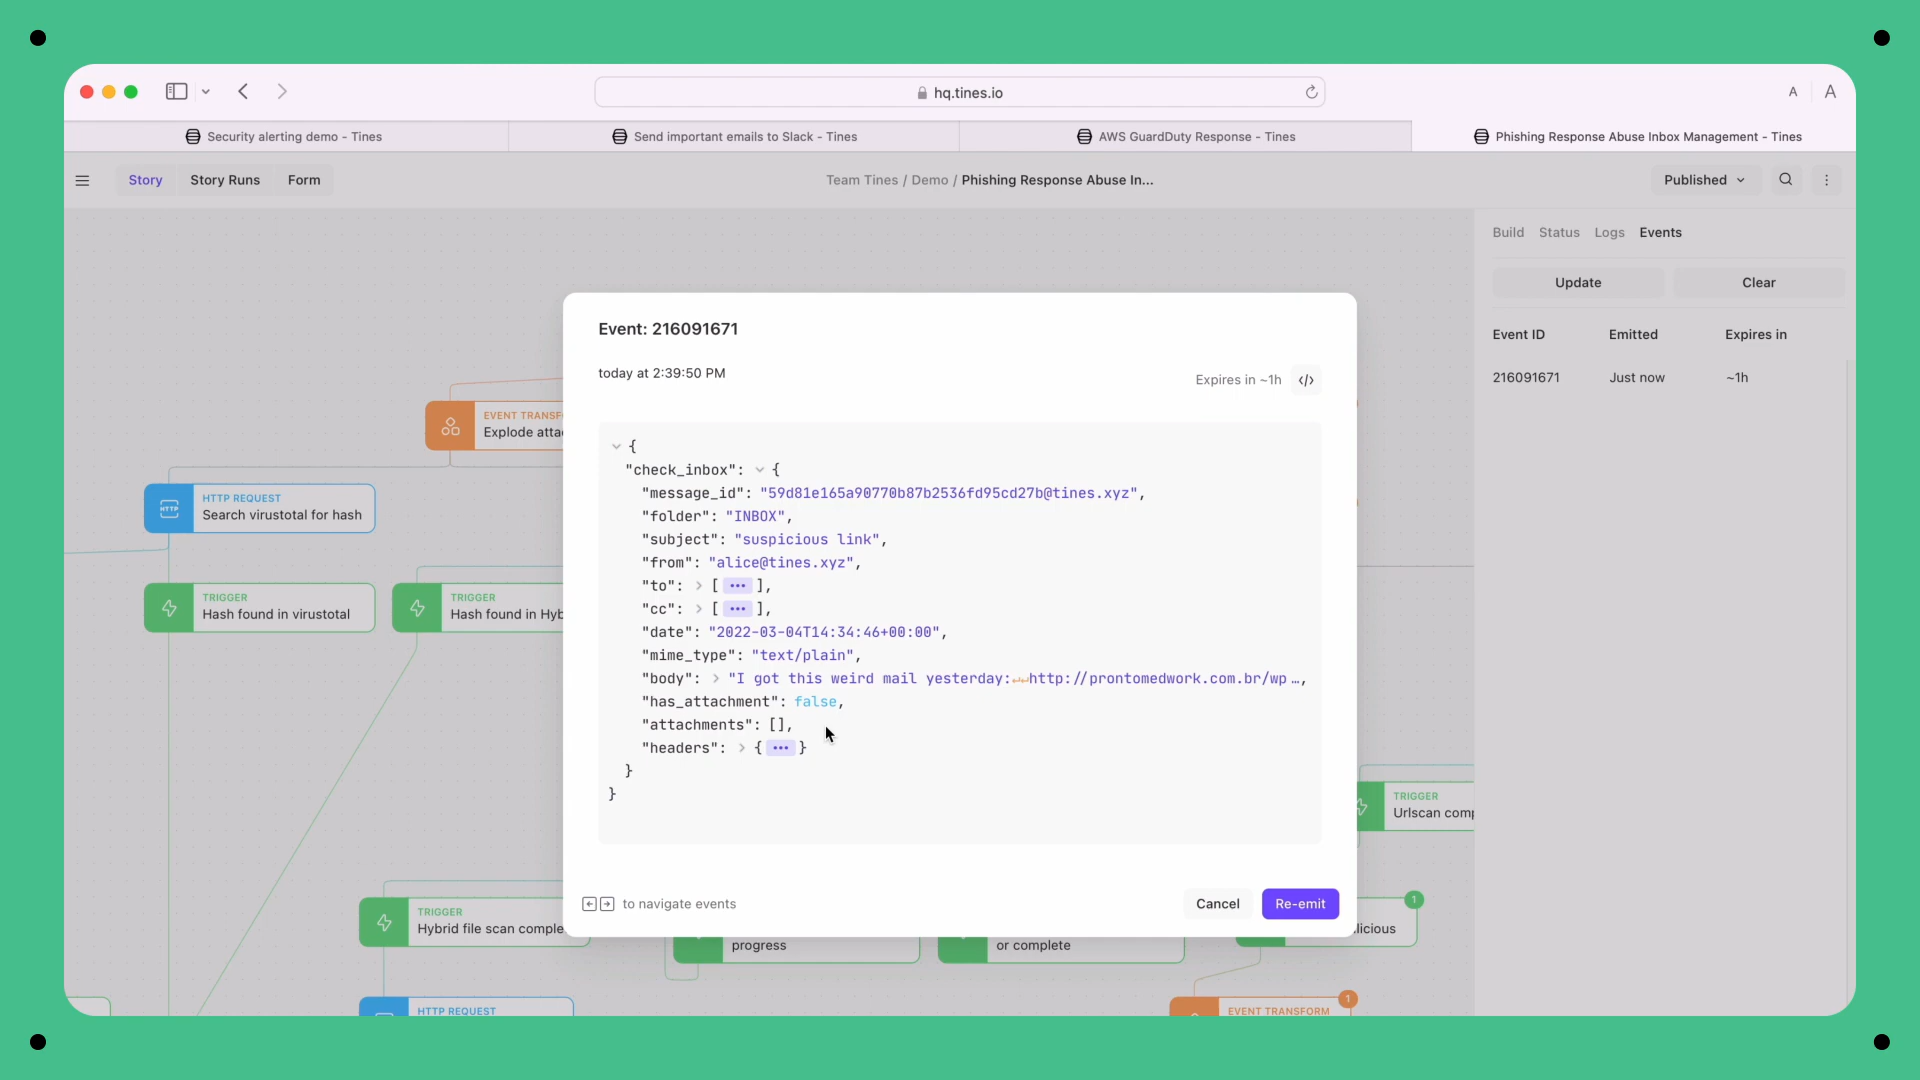 hq.tines.io
A
A
Security alerting demo - Tines
Send important emails to Slack - Tines
AWS GuardDuty Response - Tines
Phishing Response Abuse Inbox Management - Tines
Story
Story Runs
Form
Team Tines / Demo / Phishing Response Abuse In...
Published
Build
Status
Logs
Events
Update
Clear
Event ID
Emitted
Expires in
216091671
Just now
~1h
Event: 216091671
today at 2:39:50 PM
Expires in ~1h
</>
{
"check_inbox": {
"message_id": "59d81e165a90770b87b2536fd95cd27b@tines.xyz",
"folder": "INBOX",
"subject": "suspicious link",
"from": "alice@tines.xyz",
"to": [ ••• ],
"cc": [ ••• ],
"date": "2022-03-04T14:34:46+00:00",
"mime_type": "text/plain",
"body": "I got this weird mail yesterday:↵↵http://prontomedwork.com.br/wp …,
"has_attachment": false,
"attachments": [],
"headers": { ••• }
}
}
to navigate events
Cancel
Re-emit
EVENT TRANSF
Explode atta
HTTP
HTTP REQUEST
Search virustotal for hash
TRIGGER
Hash found in virustotal
TRIGGER
Hash found in Hyb
TRIGGER
Urlscan comp
TRIGGER
Hybrid file scan comple
progress
or complete
licious
1
HTTP REQUEST
EVENT TRANSFORM
1